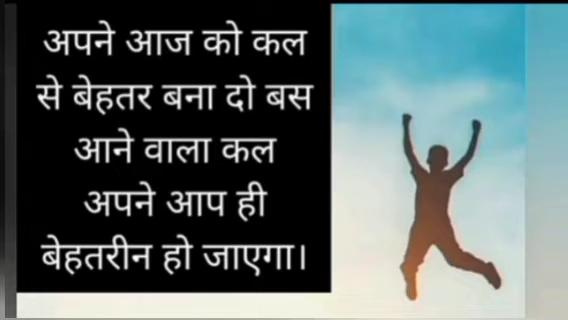 अपने आज को कल
से बेहतर बना दो बस
आने वाला कल
अपने आप ही
बेहतरीन हो जाएगा।